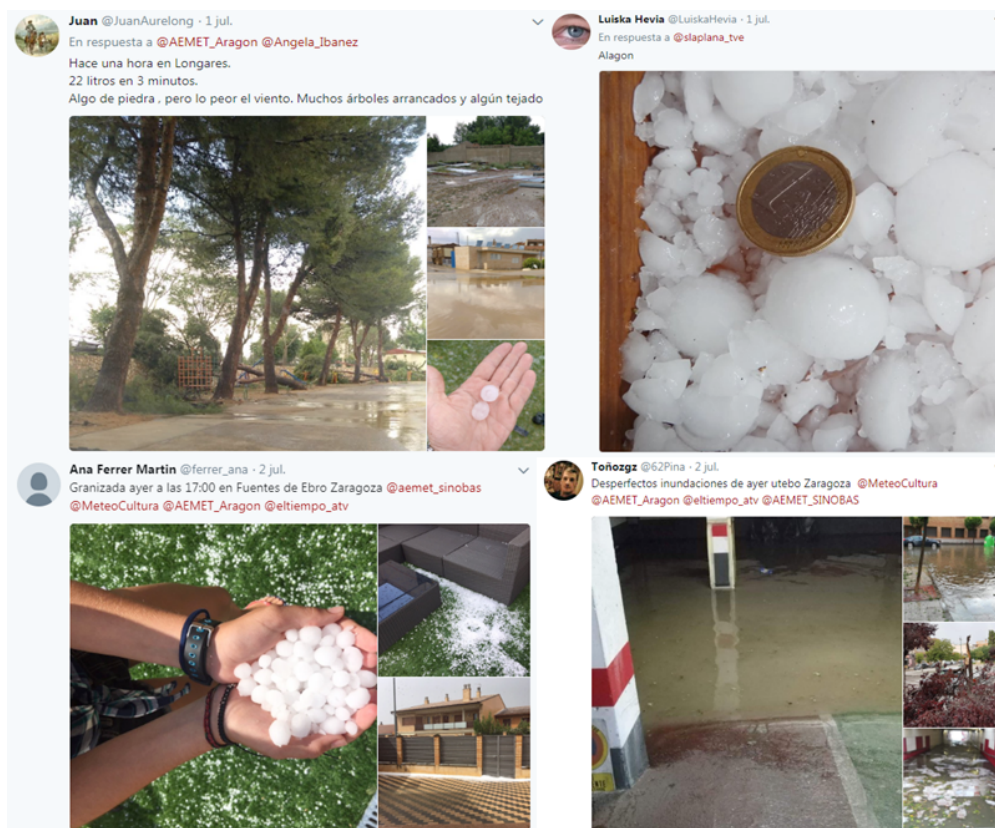 Juan @JuanAurelong · 1 jul.
En respuesta a @AEMET_Aragon @Angela_Ibanez
Hace una hora en Longares.
22 litros en 3 minutos.
Algo de piedra , pero lo peor el viento. Muchos árboles arrancados y algún tejado
Luiska Hevia @LuiskaHevia · 1 jul.
En respuesta a @slaplana_tve
Alagon
Ana Ferrer Martin @ferrer_ana · 2 jul.
Granizada ayer a las 17:00 en Fuentes de Ebro Zaragoza @aemet_sinobas
@MeteoCultura @AEMET_Aragon @eltiempo_atv
Toñozgz @62Pina · 2 jul.
Desperfectos inundaciones de ayer utebo Zaragoza @MeteoCultura
@AEMET_Aragon @eltiempo_atv @AEMET_SINOBAS